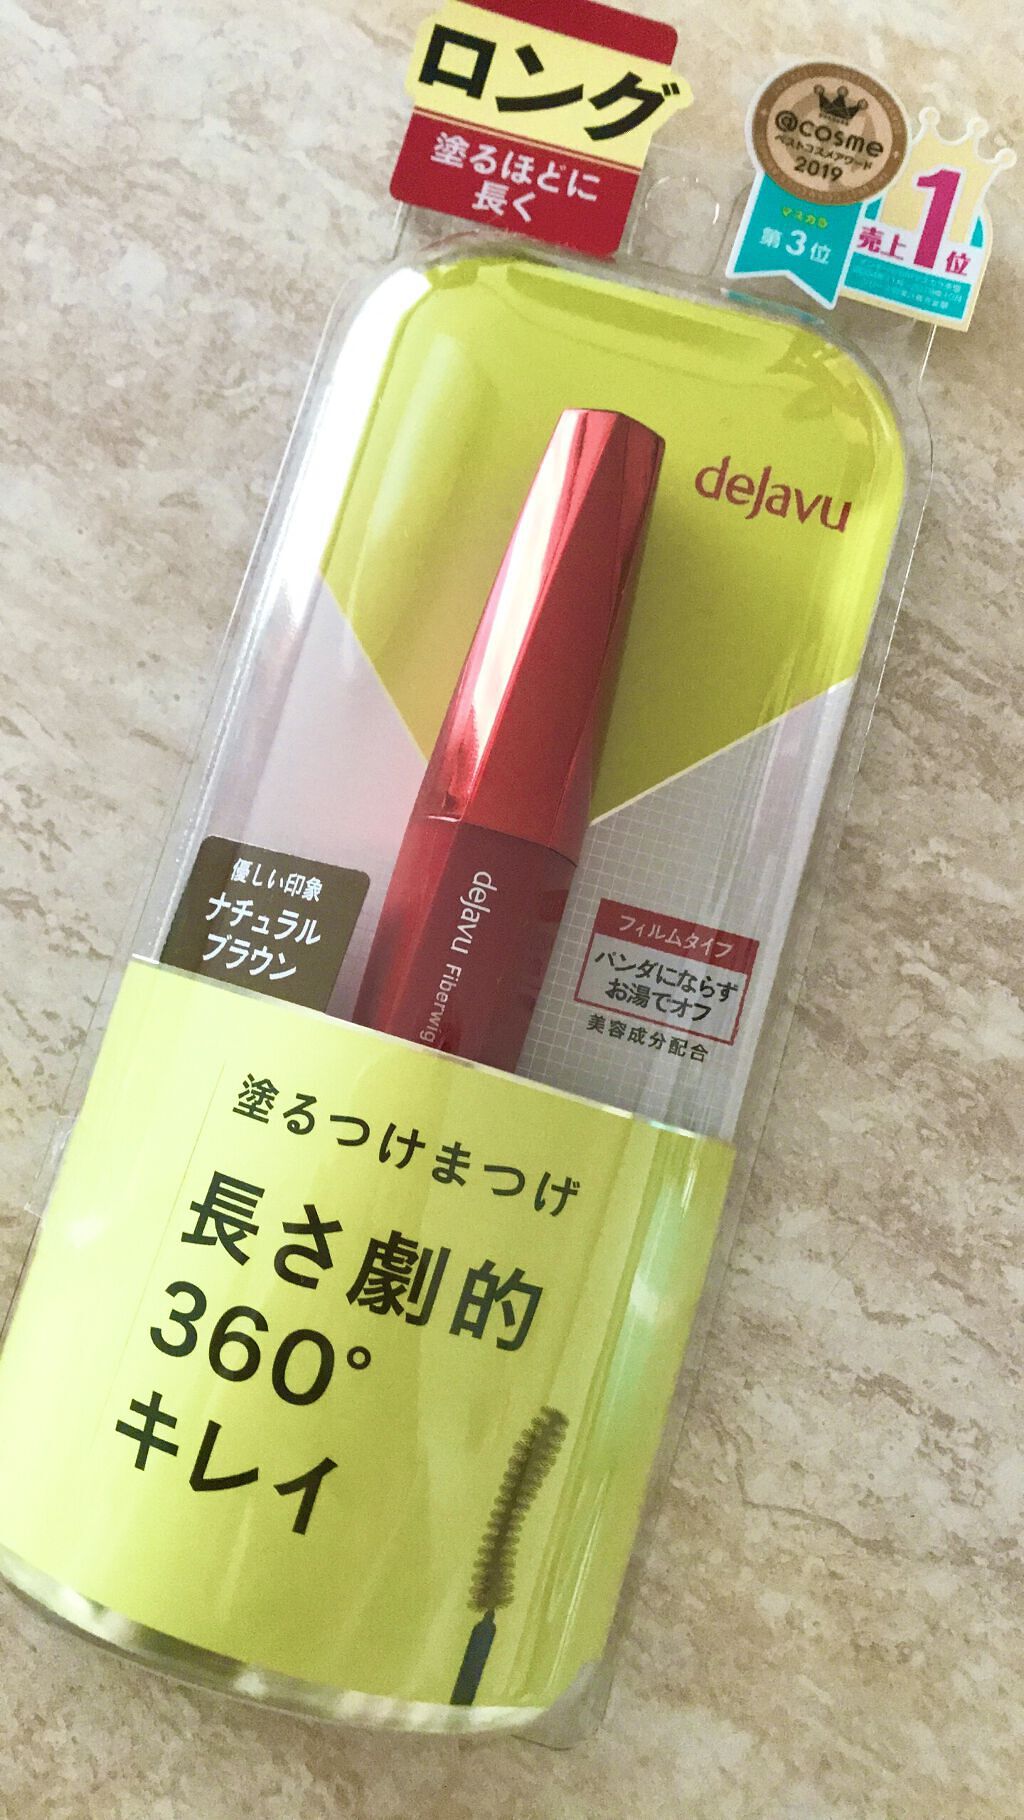 ロング
塗るほどに
長く
@cosme
ベストコスメアワード
2019
マスカラ
第3位
売上1位
dejavu
優しい印象
ナチュラル
ブラウン
dejavu Fiberwig
フィルムタイプ
パンダにならず
お湯でオフ
美容成分配合
塗るつけまつげ
長さ劇的
360°
キレイ